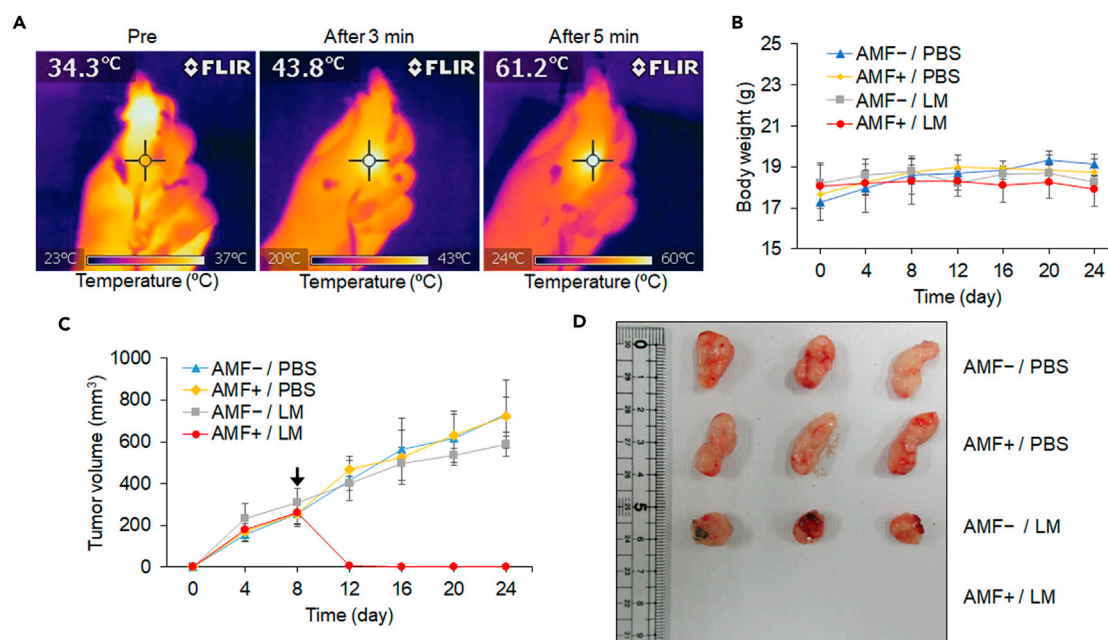 A
Pre
After 3 min
After 5 min
34.3°C
FLIR
43.8°C
FLIR
61.2°C
FLIR
23°C
37°C
20°C
43°C
24°C
60°C
Temperature (°C)
Temperature (°C)
Temperature (°C)
B
AMF− / PBS
AMF+ / PBS
AMF− / LM
AMF+ / LM
Body weight (g)
25
23
21
19
17
15
0 4 8 12 16 20 24
Time (day)
C
AMF− / PBS
AMF+ / PBS
AMF− / LM
AMF+ / LM
Tumor volume (mm³)
1000
800
600
400
200
0
0 4 8 12 16 20 24
Time (day)
D
0
5
AMF− / PBS
AMF+ / PBS
AMF− / LM
AMF+ / LM